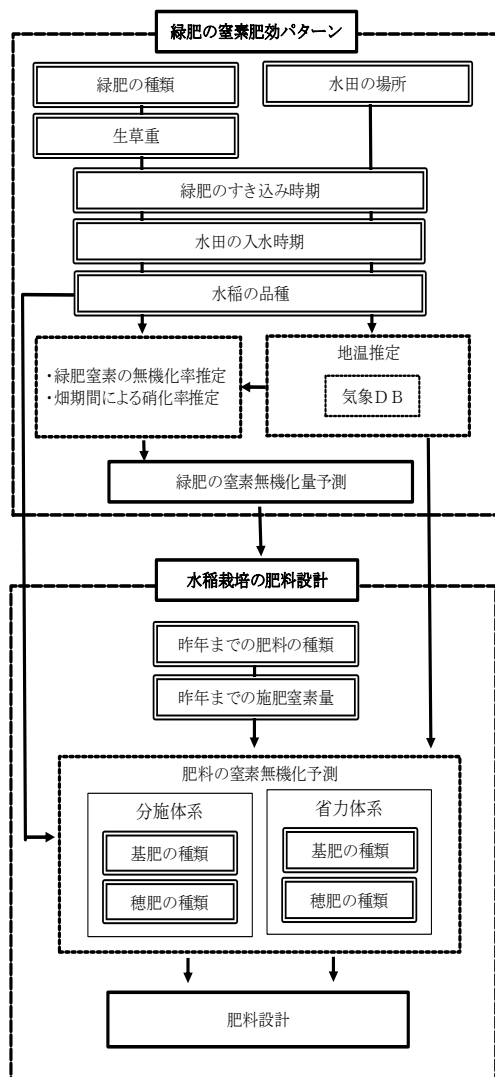 緑肥の窒素肥効パターン
緑肥の種類
水田の場所
生草重
緑肥のすき込み時期
水田の入水時期
水稲の品種
・緑肥窒素の無機化率推定
・畑期間による硝化率推定
地温推定
気象DB
緑肥の窒素無機化量予測
水稲栽培の肥料設計
昨年までの肥料の種類
昨年までの施肥窒素量
肥料の窒素無機化予測
分施体系
基肥の種類
穂肥の種類
省力体系
基肥の種類
穂肥の種類
肥料設計